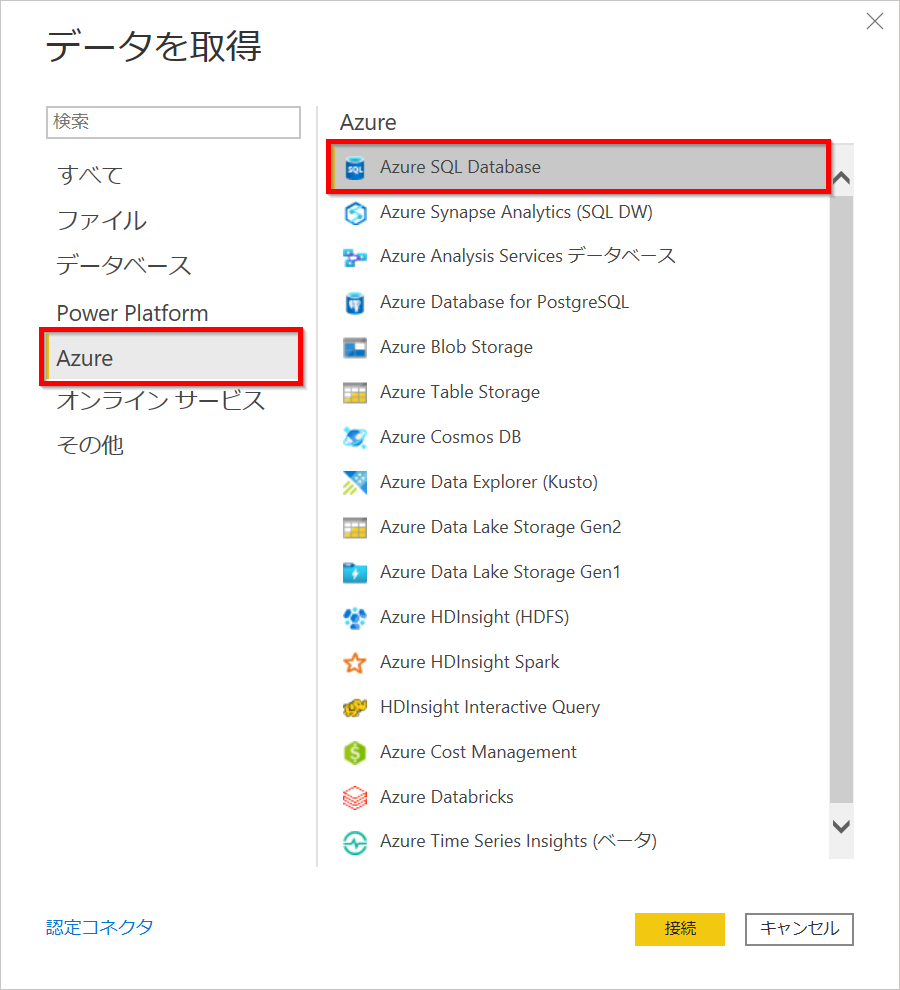 データを取得
検索
すべて
ファイル
データベース
Power Platform
Azure
オンライン サービス
その他
Azure
SQL
Azure SQL Database
Azure Synapse Analytics (SQL DW)
Azure Analysis Services データベース
Azure Database for PostgreSQL
Azure Blob Storage
Azure Table Storage
Azure Cosmos DB
Azure Data Explorer (Kusto)
Azure Data Lake Storage Gen2
Azure Data Lake Storage Gen1
Azure HDInsight (HDFS)
Azure HDInsight Spark
HDInsight Interactive Query
$
Azure Cost Management
Azure Databricks
Azure Time Series Insights (ベータ)
認定コネクタ
接続
キャンセル